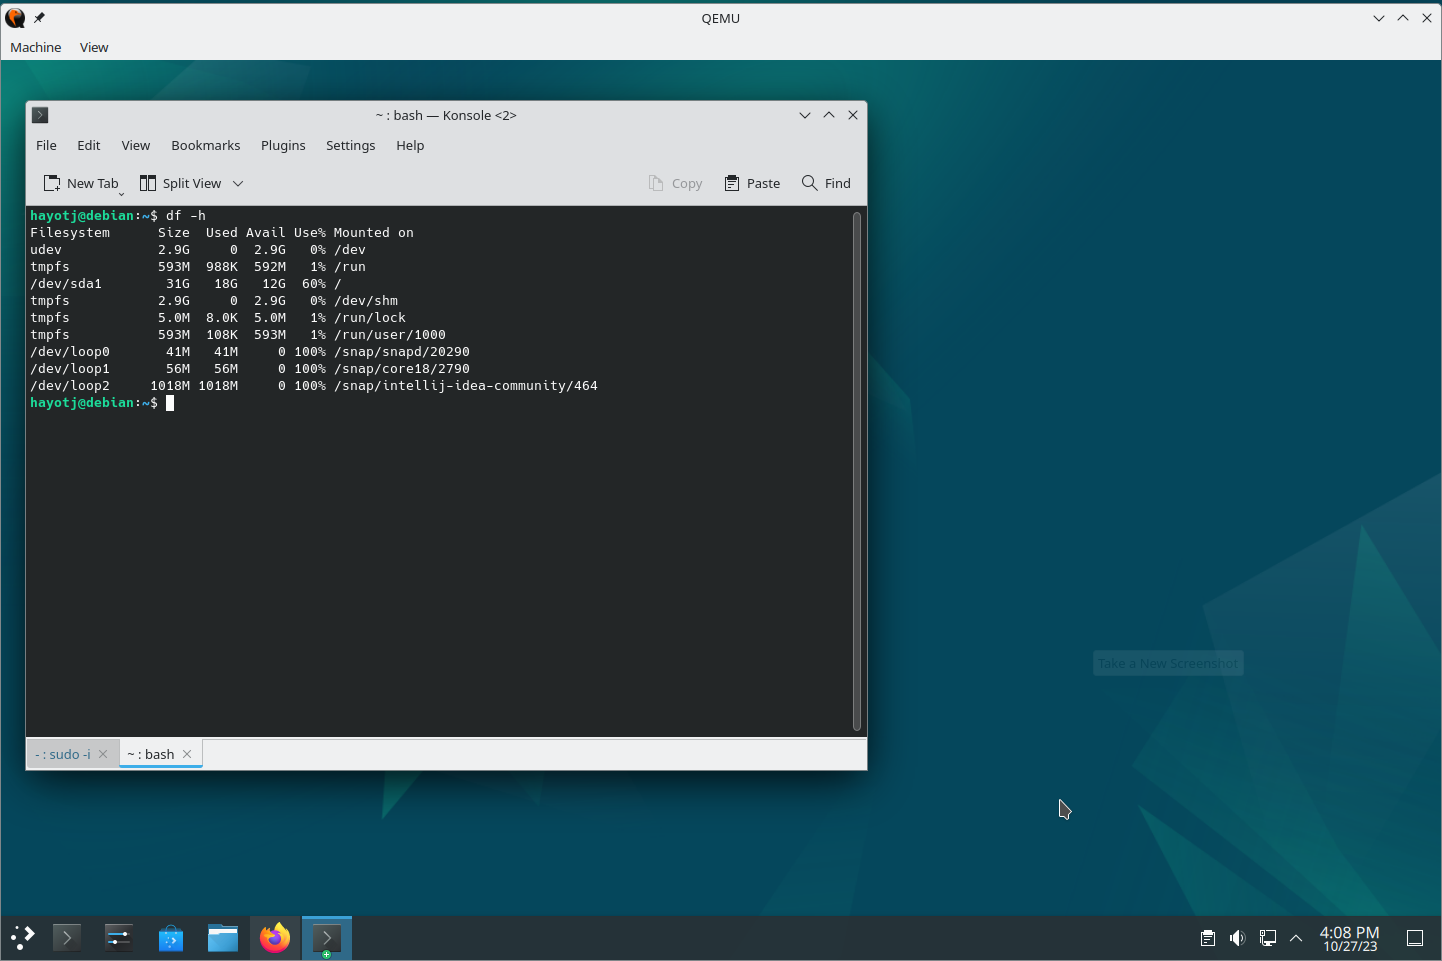 QEMU
Machine View
~ : bash — Konsole <2>
File Edit View Bookmarks Plugins Settings Help
New Tab Split View Copy Paste Find
hayotj@debian:~$ df -h
Filesystem Size Used Avail Use% Mounted on
udev 2.9G 0 2.9G 0% /dev
tmpfs 593M 988K 592M 1% /run
/dev/sda1 31G 18G 12G 60% /
tmpfs 2.9G 0 2.9G 0% /dev/shm
tmpfs 5.0M 8.0K 5.0M 1% /run/lock
tmpfs 593M 108K 593M 1% /run/user/1000
/dev/loop0 41M 41M 0 100% /snap/snapd/20290
/dev/loop1 56M 56M 0 100% /snap/core18/2790
/dev/loop2 1018M 1018M 0 100% /snap/intellij-idea-community/464
hayotj@debian:~$
Take a New Screenshot
- : sudo -i ~ : bash
4:08 PM
10/27/23